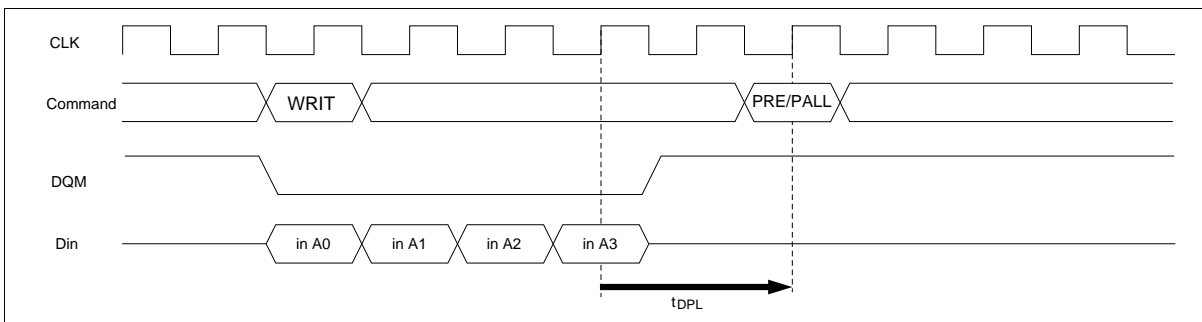 CLK
Command WRIT PRE/PALL
DQM
Din in A0 in A1 in A2 in A3
tDPL